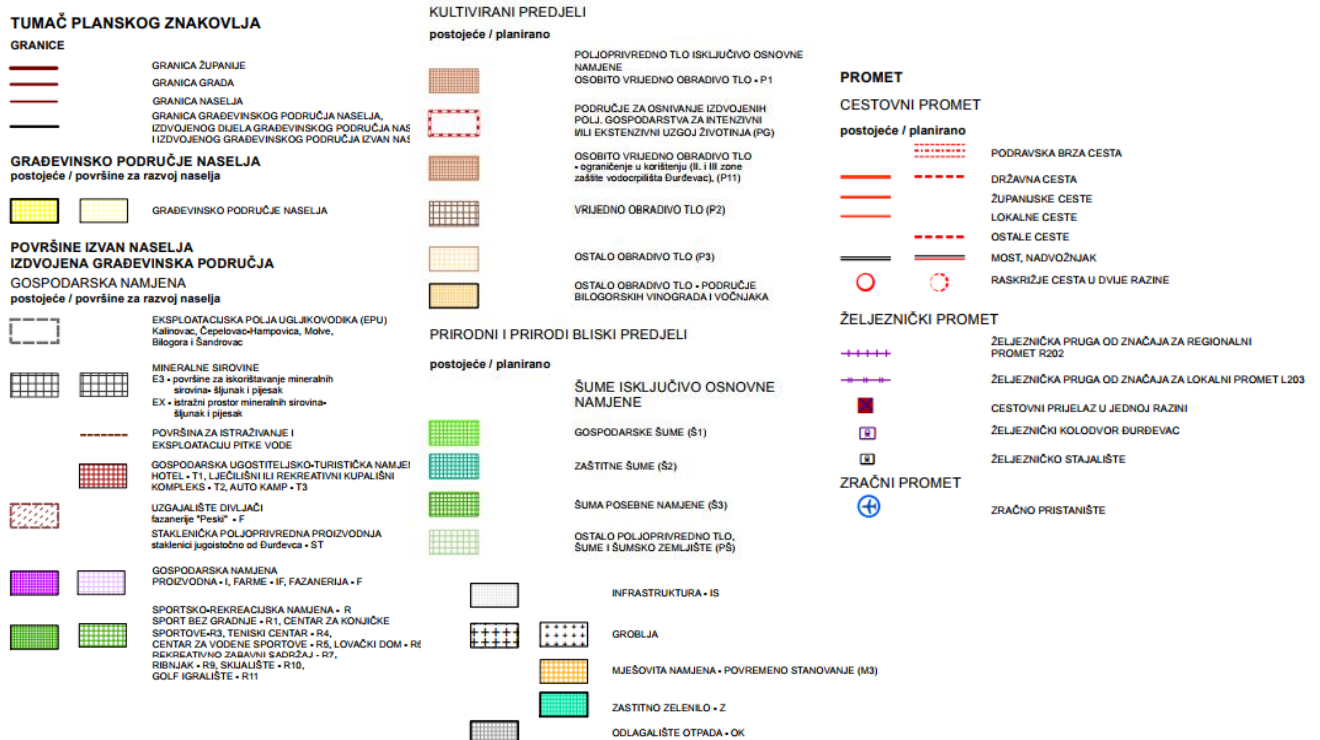 TUMAČ PLANSKOG ZNAKOVLJA
GRANICE
GRANICA ŽUPANIJE
GRANICA GRADA
GRANICA NASELJA
GRANICA GRAĐEVINSKOG PODRUČJA NASELJA,
IZDVOJENOG DIJELA GRAĐEVINSKOG PODRUČJA NAS
I IZDVOJENOG GRAĐEVINSKOG PODRUČJA IZVAN NAS
GRAĐEVINSKO PODRUČJE NASELJA
postojeće / površine za razvoj naselja
GRAĐEVINSKO PODRUČJE NASELJA
POVRŠINE IZVAN NASELJA
IZDVOJENA GRAĐEVINSKA PODRUČJA
GOSPODARSKA NAMJENA
postojeće / površine za razvoj naselja
EKSPLOATACIJSKA POLJA UGLJIKOVODIKA (EPU)
Kalinovac, Čepelovac-Hampovica, Molve,
Bilogora i Šandrovac
MINERALNE SIROVINE
E3 - površine za iskorištavanje mineralnih
sirovina- šljunak i pijesak
EX - istražni prostor mineralnih sirovina-
šljunak i pijesak
POVRŠINA ZA ISTRAŽIVANJE I
EKSPLOATACIJU PITKE VODE
GOSPODARSKA UGOSTITELJSKO-TURISTIČKA NAMJE
HOTEL - T1, LJEČILIŠNI ILI REKREATIVNI KUPALIŠNI
KOMPLEKS - T2, AUTO KAMP - T3
UZGAJALIŠTE DIVLJAČI
fazanerije "Peski" - F
STAKLENIČKA POLJOPRIVREDNA PROIZVODNJA
staklenici jugoistočno od Đurđevca - ST
GOSPODARSKA NAMJENA
PROIZVODNA - I, FARME - IF, FAZANERIJA - F
SPORTSKO-REKREACIJSKA NAMJENA - R
SPORT BEZ GRADNJE - R1, CENTAR ZA KONJIČKE
SPORTOVE-R3, TENISKI CENTAR - R4,
CENTAR ZA VODENE SPORTOVE - R5, LOVAČKI DOM - R6
REKREATIVNO ZABAVNI SADRŽAJ - R7,
RIBNJAK - R9, SKIJALIŠTE - R10,
GOLF IGRALIŠTE - R11
KULTIVIRANI PREDJELI
postojeće / planirano
POLJOPRIVREDNO TLO ISKLJUČIVO OSNOVNE
NAMJENE
OSOBITO VRIJEDNO OBRADIVO TLO - P1
PODRUČJE ZA OSNIVANJE IZDVOJENIH
POLJ. GOSPODARSTVA ZA INTENZIVNI
I/ILI EKSTENZIVNI UZGOJ ŽIVOTINJA (PG)
OSOBITO VRIJEDNO OBRADIVO TLO
- ograničenje u korištenju (II. i III zone
zaštite vodocrpilišta Đurđevac), (P11)
VRIJEDNO OBRADIVO TLO (P2)
OSTALO OBRADIVO TLO (P3)
OSTALO OBRADIVO TLO - PODRUČJE
BILOGORSKIH VINOGRADA I VOĆNJAKA
PRIRODNI I PRIRODI BLISKI PREDJELI
postojeće / planirano
ŠUME ISKLJUČIVO OSNOVNE
NAMJENE
GOSPODARSKE ŠUME (Š1)
ZAŠTITNE ŠUME (Š2)
ŠUMA POSEBNE NAMJENE (Š3)
OSTALO POLJOPRIVREDNO TLO,
ŠUME I ŠUMSKO ZEMLJIŠTE (PŠ)
INFRASTRUKTURA - IS
GROBLJA
MJEŠOVITA NAMJENA - POVREMENO STANOVANJE (M3)
ZASTITNO ZELENILO - Z
ODLAGALIŠTE OTPADA - OK
PROMET
CESTOVNI PROMET
postojeće / planirano
PODRAVSKA BRZA CESTA
DRŽAVNA CESTA
ŽUPANIJSKE CESTE
LOKALNE CESTE
OSTALE CESTE
MOST, NADVOŽNJAK
RASKRIŽJE CESTA U DVIJE RAZINE
ŽELJEZNIČKI PROMET
ŽELJEZNIČKA PRUGA OD ZNAČAJA ZA REGIONALNI
PROMET R202
ŽELJEZNIČKA PRUGA OD ZNAČAJA ZA LOKALNI PROMET L203
CESTOVNI PRIJELAZ U JEDNOJ RAZINI
ŽELJEZNIČKI KOLODVOR ĐURĐEVAC
ŽELJEZNIČKO STAJALIŠTE
ZRAČNI PROMET
ZRAČNO PRISTANIŠTE